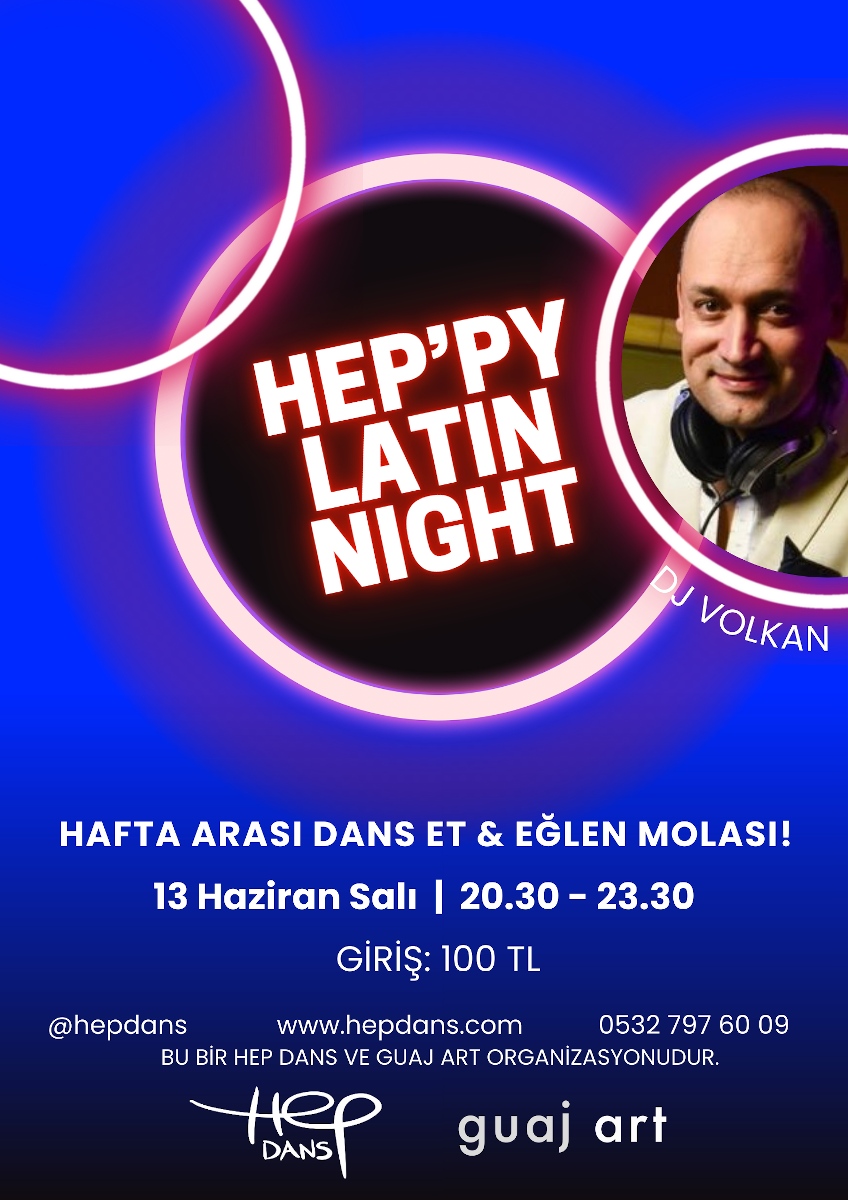 HEP’PY
LATIN
NIGHT
DJ VOLKAN
HAFTA ARASI DANS ET & EĞLEN MOLASI!
13 Haziran Salı | 20.30 - 23.30
GİRİŞ: 100 TL
@hepdans www.hepdans.com 0532 797 60 09
BU BİR HEP DANS VE GUAJ ART ORGANİZASYONUDUR.
HEP DANS guaj art